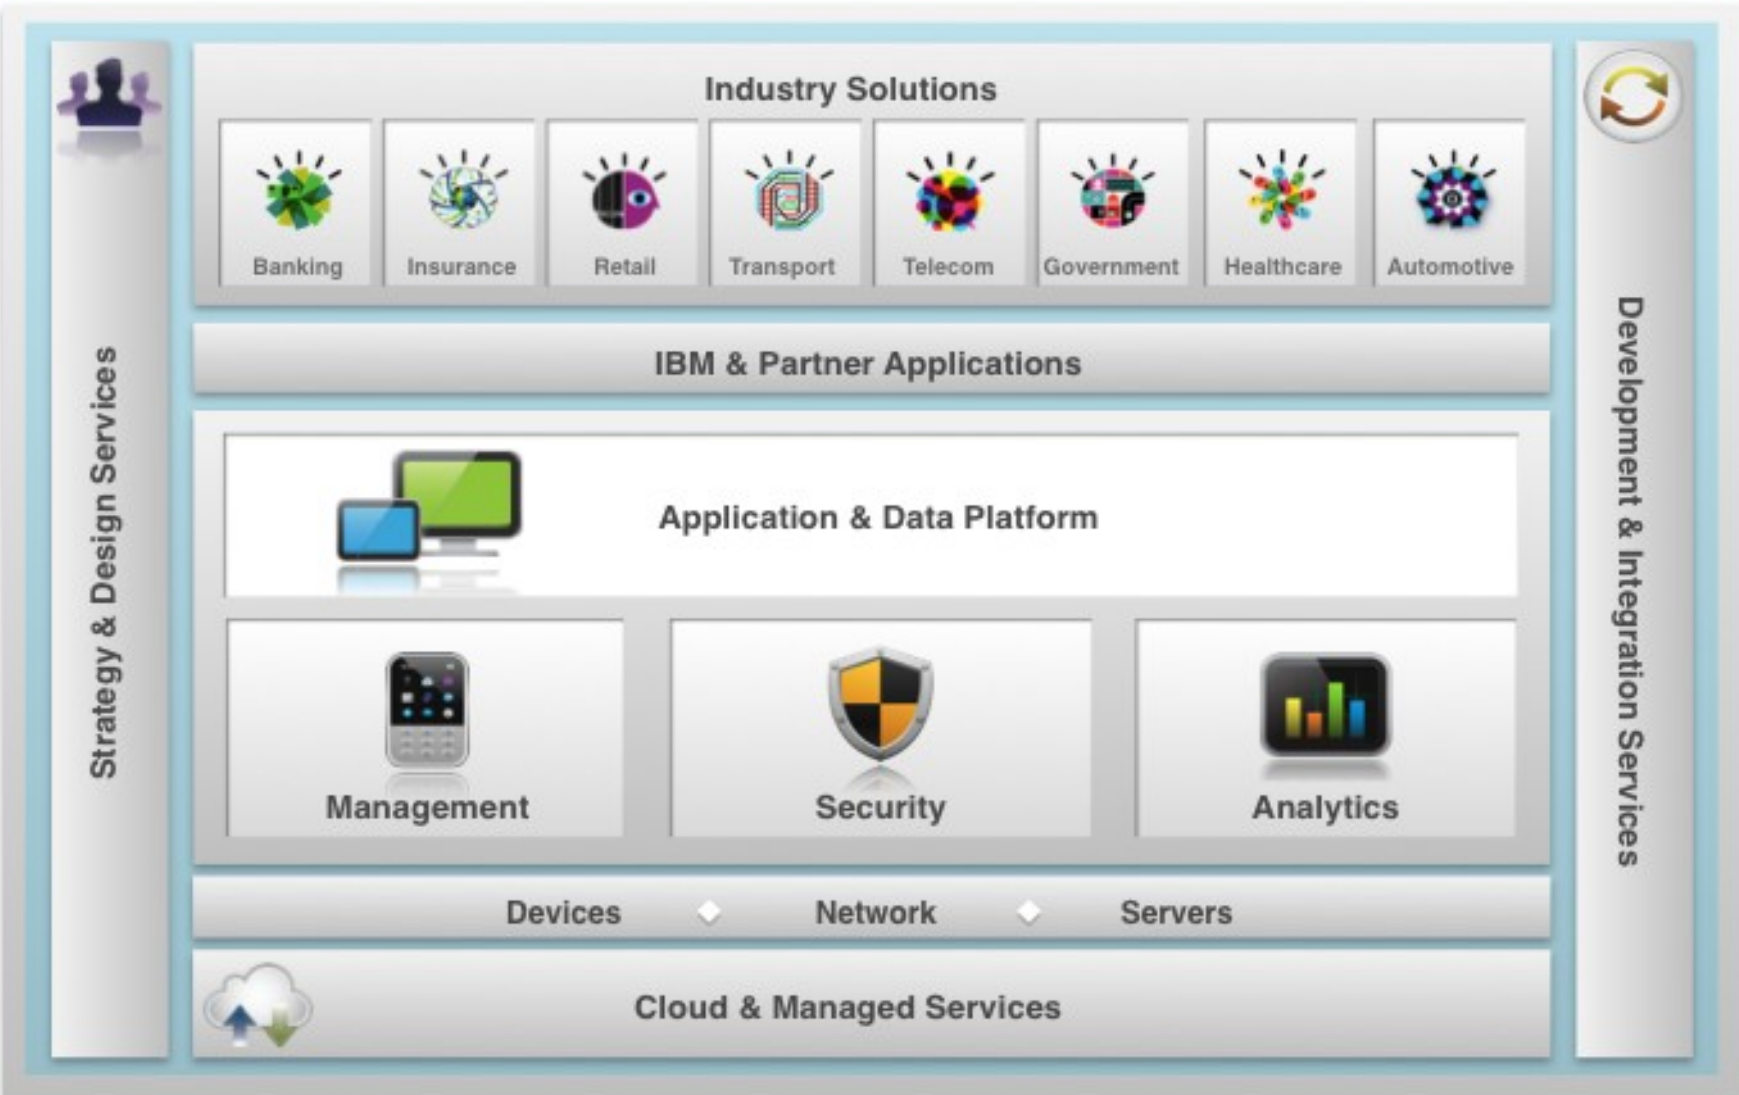 Industry Solutions
Banking
Insurance
Retail
Transport
Telecom
Government
Healthcare
Automotive
IBM & Partner Applications
Strategy & Design Services
Development & Integration Services
Application & Data Platform
Management
Security
Analytics
Devices
Network
Servers
Cloud & Managed Services